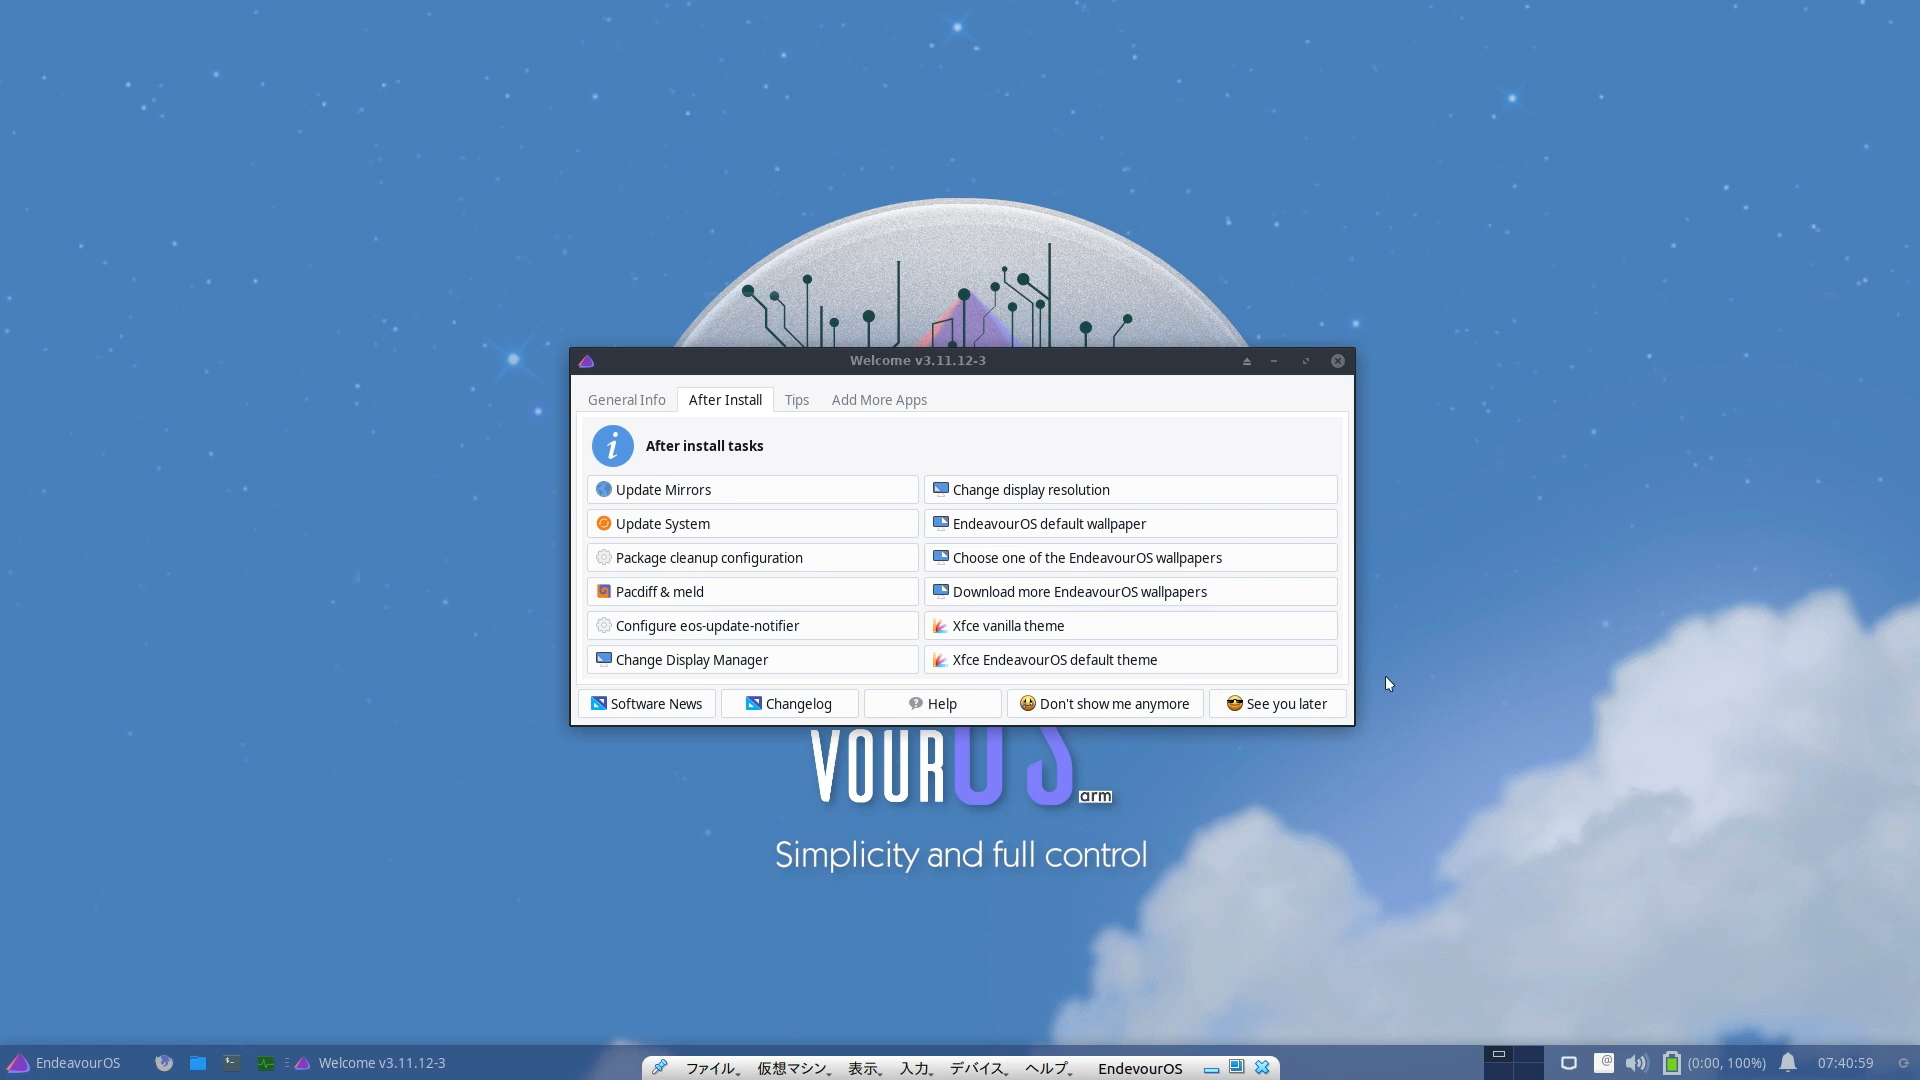 Welcome v3.11.12-3
General Info After Install Tips Add More Apps
After install tasks
Update Mirrors
Change display resolution
Update System
EndeavourOS default wallpaper
Package cleanup configuration
Choose one of the EndeavourOS wallpapers
Pacdiff & meld
Download more EndeavourOS wallpapers
Configure eos-update-notifier
Xfce vanilla theme
Change Display Manager
Xfce EndeavourOS default theme
Software News Changelog Help Don't show me anymore See you later
VOUROS arm
Simplicity and full control
EndeavourOS Welcome v3.11.12-3
ファイル 仮想マシン 表示 入力 デバイス ヘルプ EndevourOS
(0:00, 100%) 07:40:59